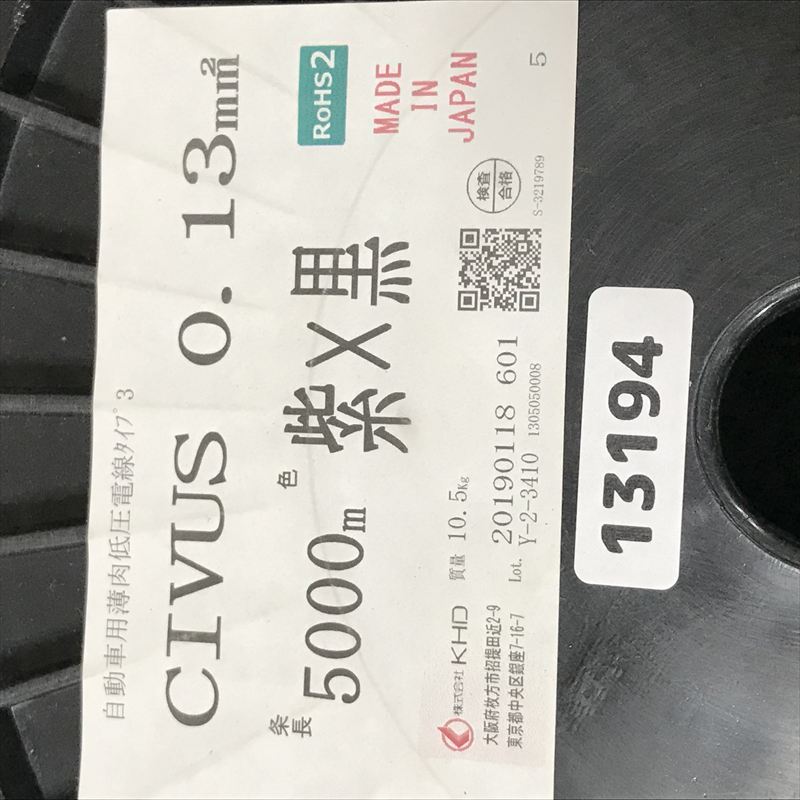 自動車用薄肉低圧電線ﾀｲﾌﾟ3
CIVUS 0.13mm²
条長 5000m 色 紫X黒
RoHS2
MADE
IN
JAPAN
5
質量 10.5Kg
検査
合格
S-3219789
株式会社 KHD
大阪府枚方市招提田近2-9
東京都中央区銀座7-16-7
20190118 601
Lot. Y-2-3410 1305050008
13194